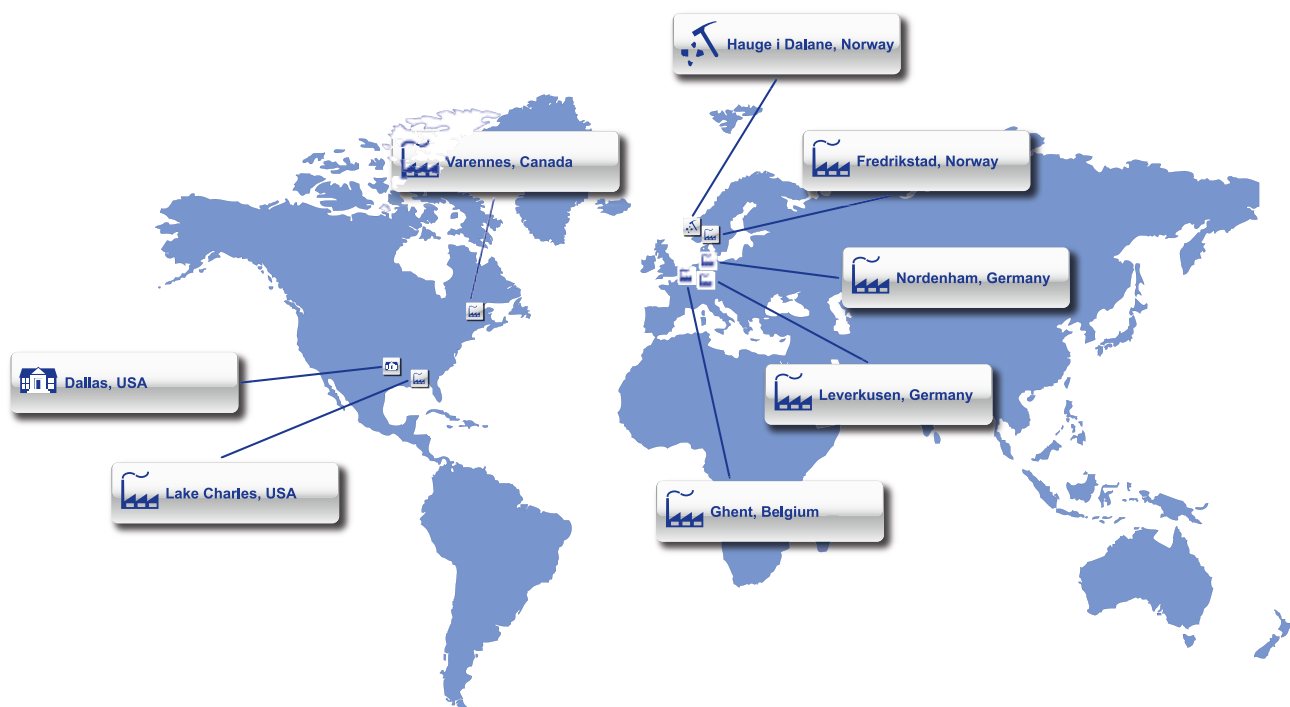 Hauge i Dalane, Norway
Varennes, Canada
Fredrikstad, Norway
Nordenham, Germany
Dallas, USA
Leverkusen, Germany
Lake Charles, USA
Ghent, Belgium